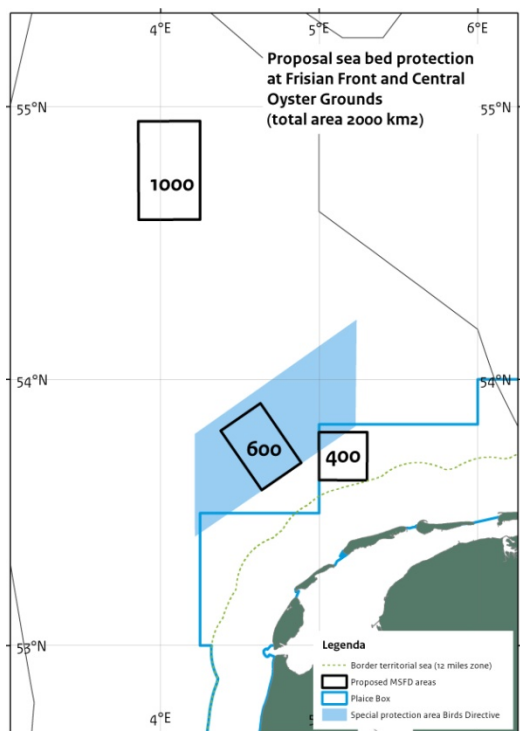 4°E 5°E 6°E
Proposal sea bed protection
at Frisian Front and Central
Oyster Grounds
(total area 2000 km2)
55°N 55°N
1000
54°N 54°N
600
400
53°N
Legenda
Border territorial sea (12 miles zone)
Proposed MSFD areas
Plaice Box
Special protection area Birds Directive
4°E